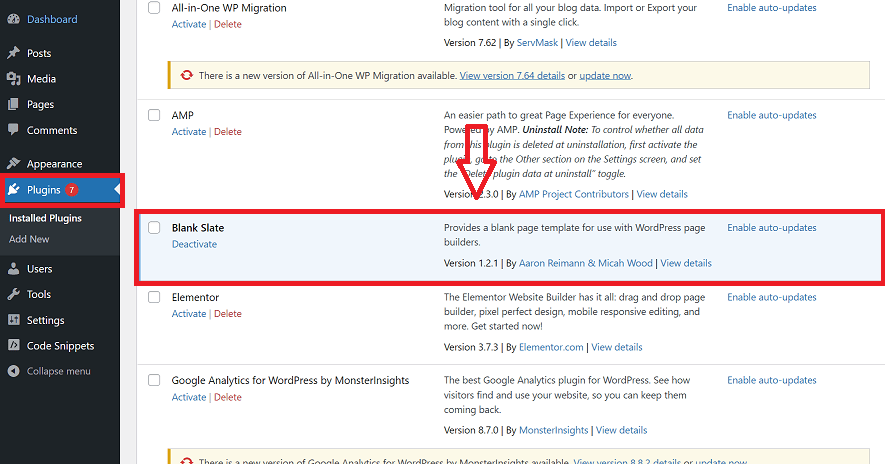 Dashboard
Posts
Media
Pages
Comments
Appearance
Plugins 7
Installed Plugins
Add New
Users
Tools
Settings
Code Snippets
Collapse menu
All-in-One WP Migration
Activate | Delete
Migration tool for all your blog data. Import or Export your
blog content with a single click.
Version 7.62 | By ServMask | View details
Enable auto-updates
There is a new version of All-in-One WP Migration available. View version 7.64 details or update now.
AMP
Activate | Delete
An easier path to great Page Experience for everyone.
Powered by AMP. Uninstall Note: To control whether all data
from this plugin is deleted at uninstallation, first activate the
plugin, go to the Other section on the Settings screen, and set
the "Delete plugin data at uninstall" toggle.
Version 2.3.0 | By AMP Project Contributors | View details
Enable auto-updates
Blank Slate
Deactivate
Provides a blank page template for use with WordPress page
builders.
Version 1.2.1 | By Aaron Reimann & Micah Wood | View details
Enable auto-updates
Elementor
Activate | Delete
The Elementor Website Builder has it all: drag and drop page
builder, pixel perfect design, mobile responsive editing, and
more. Get started now!
Version 3.7.3 | By Elementor.com | View details
Enable auto-updates
Google Analytics for WordPress by MonsterInsights
Activate | Delete
The best Google Analytics plugin for WordPress. See how
visitors find and use your website, so you can keep them
coming back.
Version 8.7.0 | By MonsterInsights | View details
Enable auto-updates
There is a new version of Google Analytics for WordPress by MonsterInsights available. View version 8.8.2 details or update now.